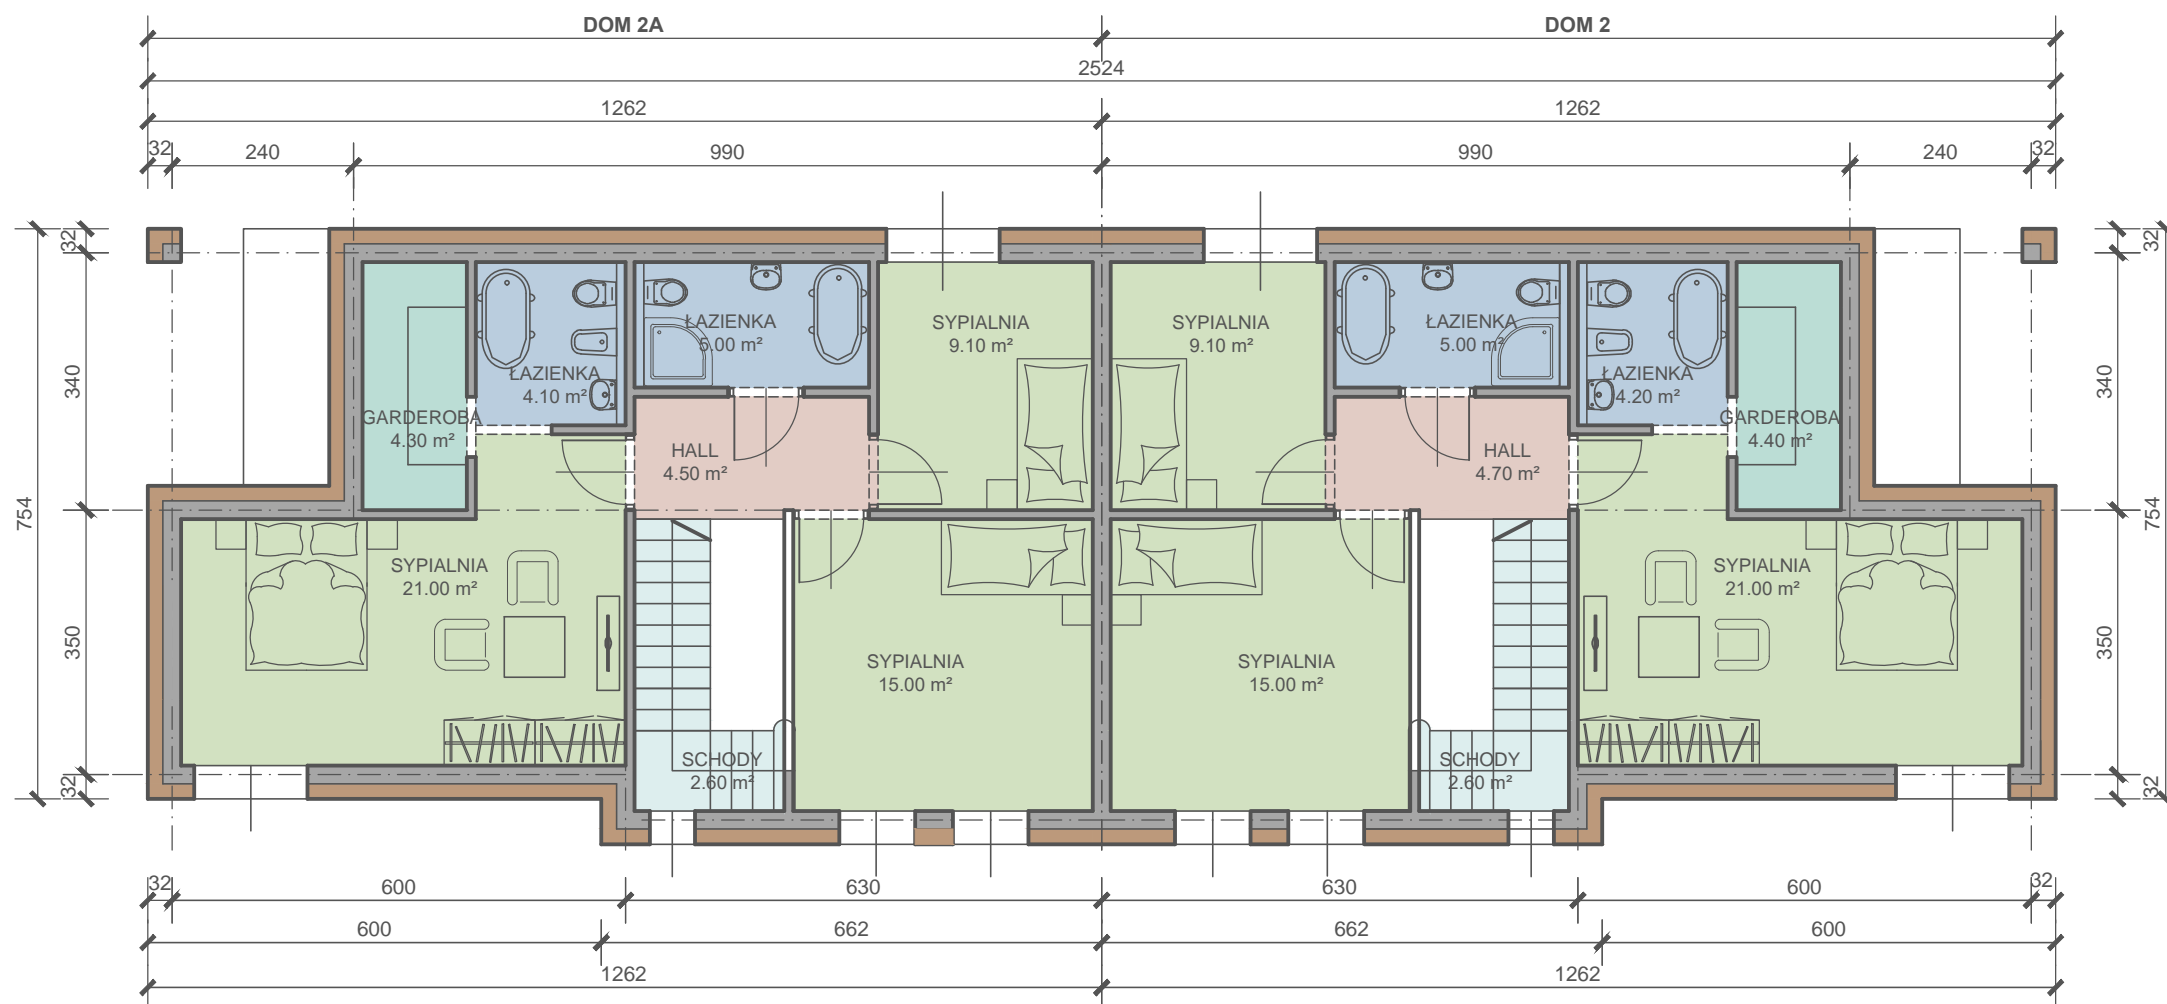 DOM 2A
DOM 2
2524
1262
1262
32
240
990
990
240
32
32
32
ŁAZIENKA
5.00 m²
SYPIALNIA
9.10 m²
SYPIALNIA
9.10 m²
ŁAZIENKA
5.00 m²
340
ŁAZIENKA
4.10 m²
ŁAZIENKA
4.20 m²
340
GARDEROBA
4.30 m²
GARDEROBA
4.40 m²
HALL
4.50 m²
HALL
4.70 m²
754
754
SYPIALNIA
21.00 m²
SYPIALNIA
21.00 m²
350
350
SYPIALNIA
15.00 m²
SYPIALNIA
15.00 m²
SCHODY
2.60 m²
SCHODY
2.60 m²
32
32
32
600
630
630
600
32
600
662
662
600
1262
1262